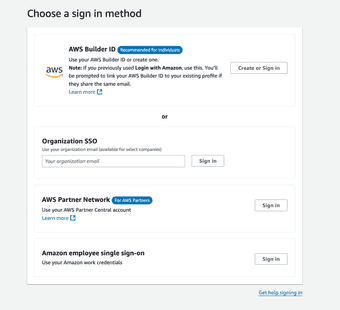 Choose a sign in method
AWS Builder ID Recommended for Individuals
Use your AWS Builder ID or create one.
Note: If you previously used Login with Amazon, use this. You'll
be prompted to link your AWS Builder ID to your existing profile if
they share the same email.
Learn more
aws
Create or Sign in
or
Organization SSO
Use your organization email (available for select companies)
Your organization email
Sign in
AWS Partner Network For AWS Partners
Use your AWS Partner Central account
Learn more
Sign in
Amazon employee single sign-on
Use your Amazon work credentials
Sign in
Get help signing in